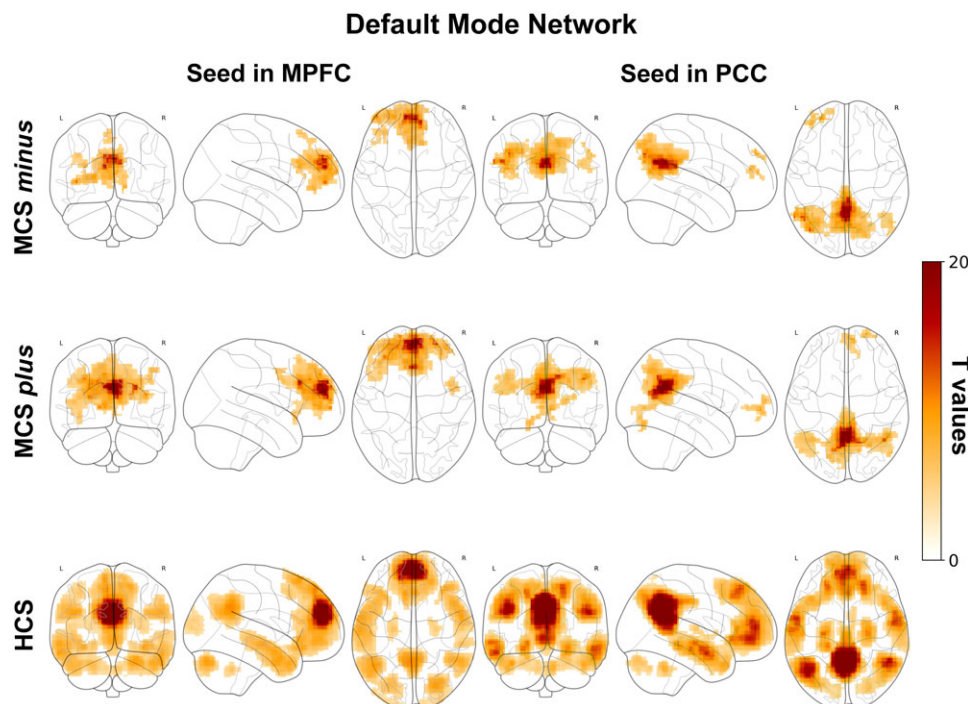 Default Mode Network
Seed in MPFC Seed in PCC
MCS minus
L R L R L R L R
20
MCS plus
L R L R L R L R
T values
0
HCS
L R L R L R L R